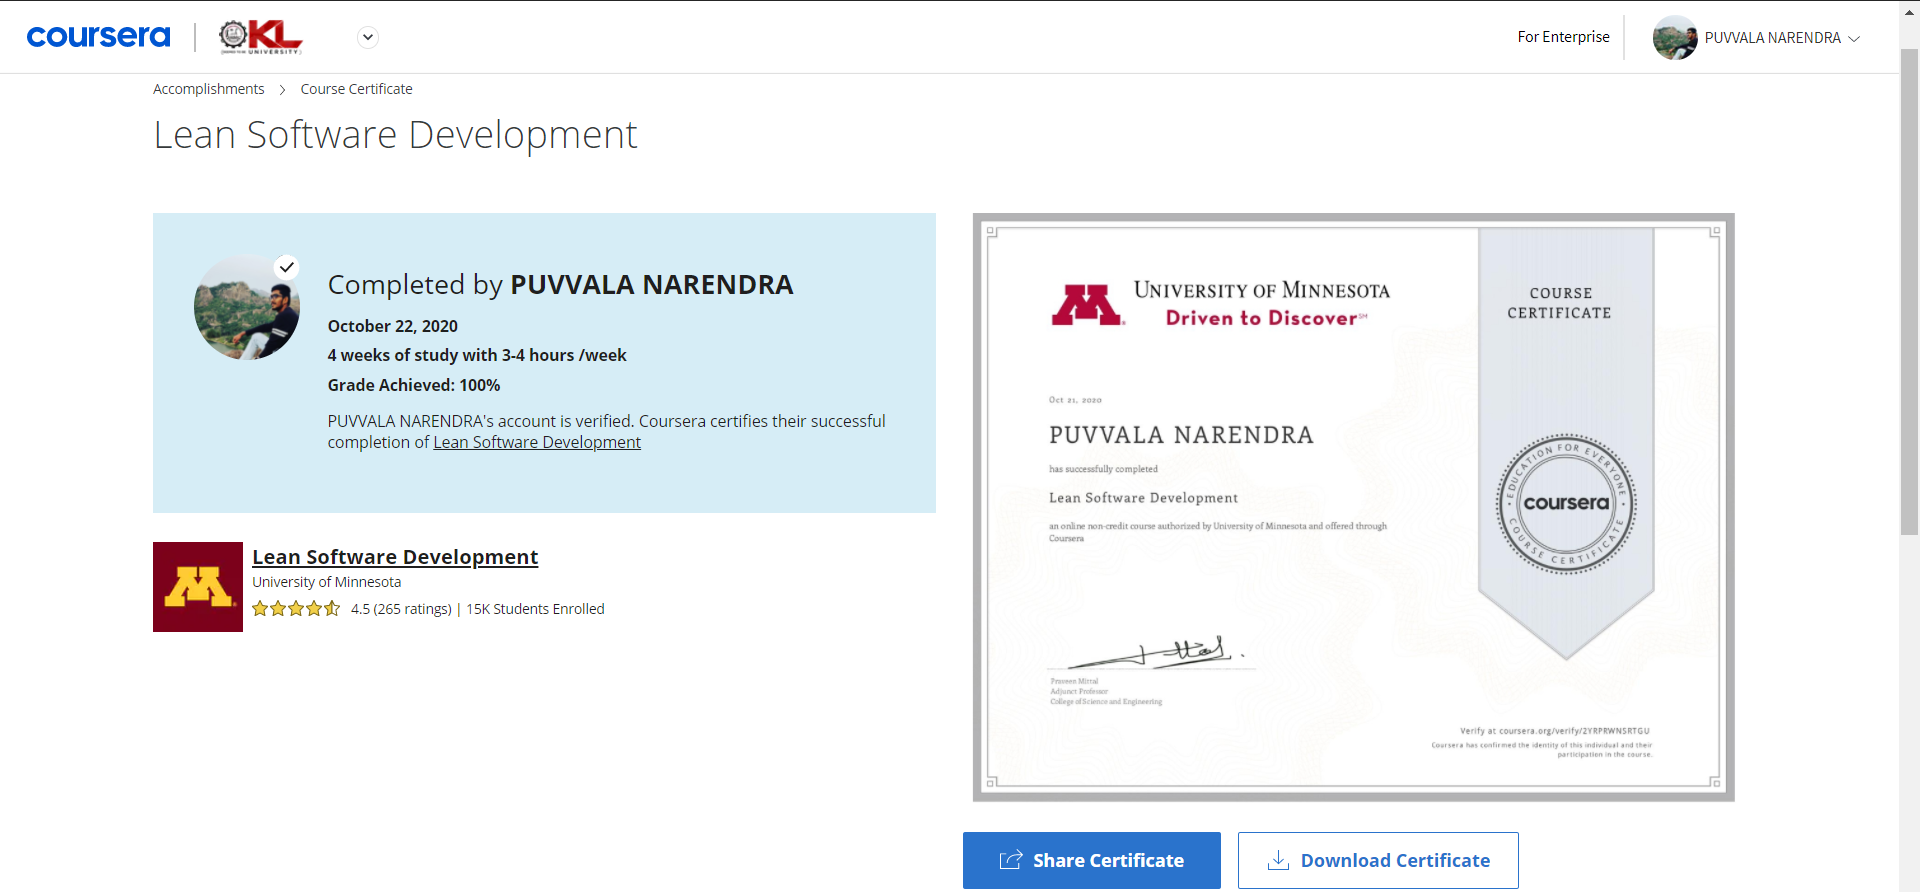 coursera
KL
UNIVERSITY
For Enterprise
PUVVALA NARENDRA
Accomplishments > Course Certificate
Lean Software Development
Completed by PUVVALA NARENDRA
October 22, 2020
4 weeks of study with 3-4 hours /week
Grade Achieved: 100%
PUVVALA NARENDRA's account is verified. Coursera certifies their successful
completion of Lean Software Development
Lean Software Development
University of Minnesota
4.5 (265 ratings) | 15K Students Enrolled
UNIVERSITY OF MINNESOTA
Driven to Discover℠
COURSE
CERTIFICATE
Oct 21, 2020
PUVVALA NARENDRA
has successfully completed
Lean Software Development
an online non-credit course authorized by University of Minnesota and offered through
Coursera
EDUCATION FOR EVERYONE
coursera
COURSE CERTIFICATE
Praveen Mittal
Adjunct Professor
College of Science and Engineering
Verify at coursera.org/verify/2YRPRWNSRTGU
Coursera has confirmed the identity of this individual and their
participation in the course.
Share Certificate
Download Certificate